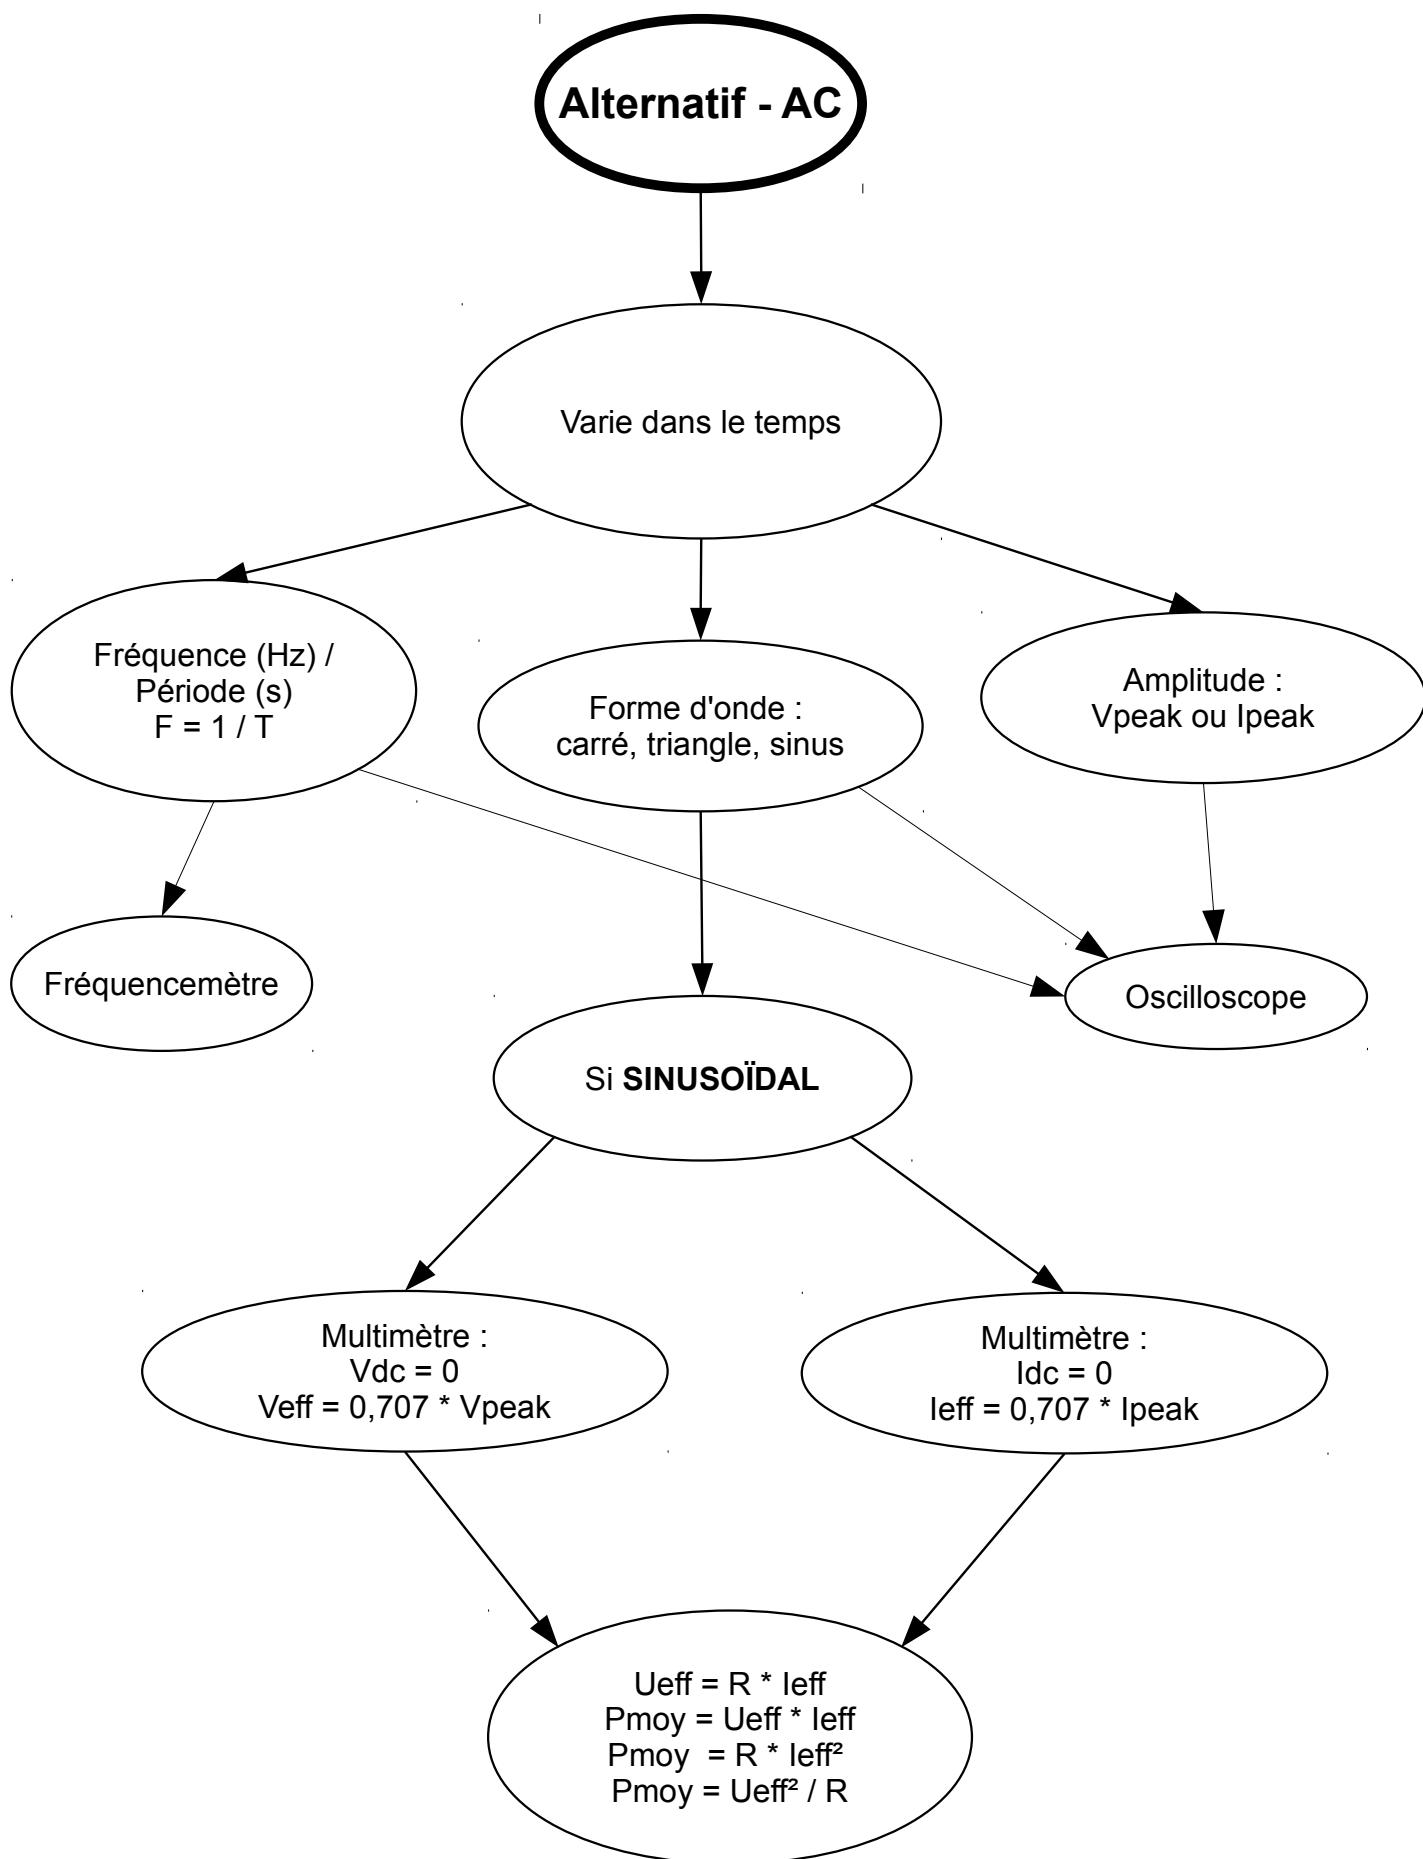 Alternatif - AC
Varie dans le temps
Fréquence (Hz) /
Période (s)
F = 1 / T
Forme d'onde :
carré, triangle, sinus
Amplitude :
Vpeak ou Ipeak
Fréquencemètre
Oscilloscope
Si SINUSOÏDAL
Multimètre :
Vdc = 0
Veff = 0,707 * Vpeak
Multimètre :
Idc = 0
Ieff = 0,707 * Ipeak
Ueff = R * Ieff
Pmoy = Ueff * Ieff
Pmoy  = R * Ieff²
Pmoy = Ueff² / R